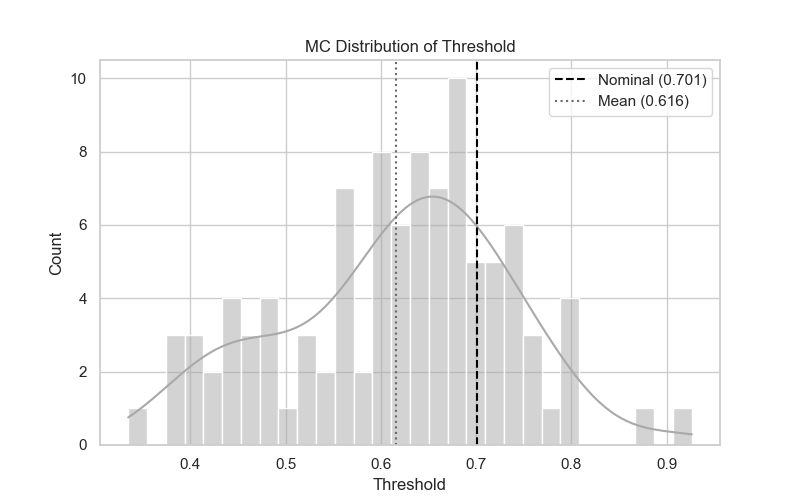 MC Distribution of Threshold
Nominal (0.701)
Mean (0.616)
Count
10
8
6
4
2
0
0.4 0.5 0.6 0.7 0.8 0.9
Threshold